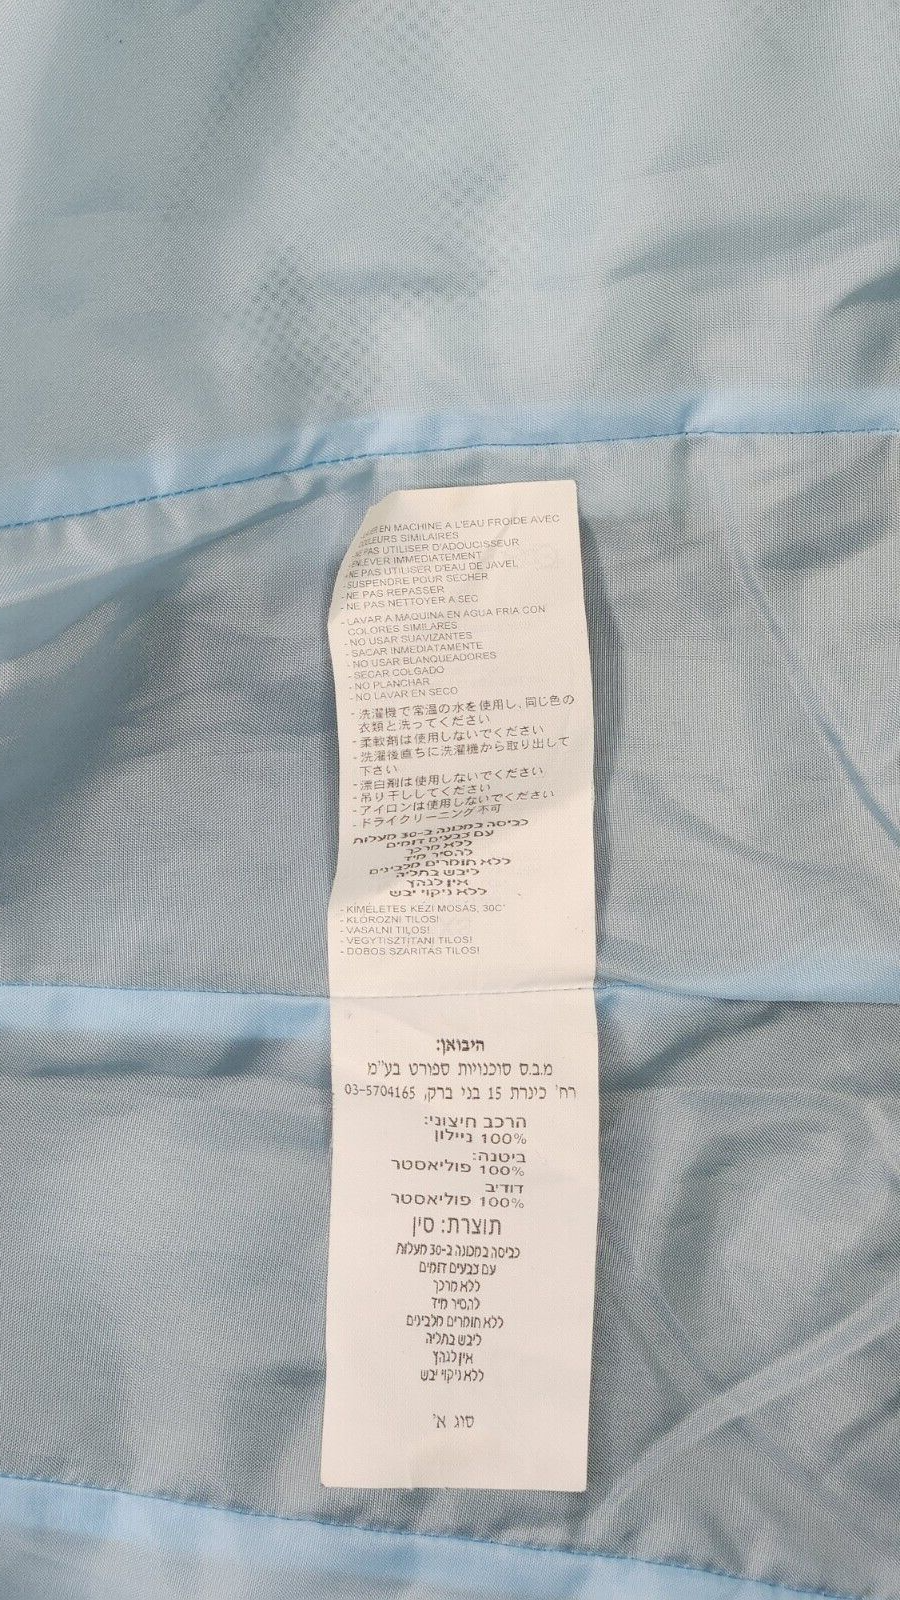 EN MACHINE A L'EAU FROIDE AVEC
COULEURS SIMILAIRES
-NE PAS UTILISER D'ADOUCISSEUR
-ENLEVER IMMEDIATEMENT
-NE PAS UTILISER D'EAU DE JAVEL
-SUSPENDRE POUR SECHER
-NE PAS REPASSER
-NE PAS NETTOYER A SEC
-LAVAR A MAQUINA EN AGUA FRIA CON
COLORES SIMILARES
-NO USAR SUAVIZANTES
-SACAR INMEDIATAMENTE
-NO USAR BLANQUEADORES
-SECAR COLGADO
-NO PLANCHAR
-NO LAVAR EN SECO
-洗濯機で常温の水を使用し、同じ色の
衣類と洗ってください
-柔軟剤は使用しないでください
-洗濯後直ちに洗濯機から取り出して
下さい
-漂白剤は使用しないでください
-吊り干ししてください
-アイロンは使用しないでください
-ドライクリーニング不可
כביסה במכונה ב-30 מעלות
עם צבעים דומים
ללא מרכך
להסיר מיד
ללא חומרים מלבינים
ליבש בתליה
אין לגהץ
ללא ניקוי יבש
-KIMÉLETES KÉZI MOSÁS, 30C°
-KLÓROZNI TILOS!
-VASALNI TILOS!
-VEGYTISZTÍTANI TILOS!
-DOBOS SZÁRÍTÁS TILOS!
היבואן:
מ.ב.ס סוכנויות ספורט בע"מ
רח' כינרת 15 בני ברק, 03-5704165
הרכב חיצוני:
100% ניילון
ביטנה:
100% פוליאסטר
דודיב
100% פוליאסטר
תוצרת: סין
כביסה במכונה ב-30 מעלות
עם צבעים דומים
ללא מרכך
להסיר מיד
ללא חומרים מלבינים
ליבש בתליה
אין לגהץ
ללא ניקוי יבש
סוג א'